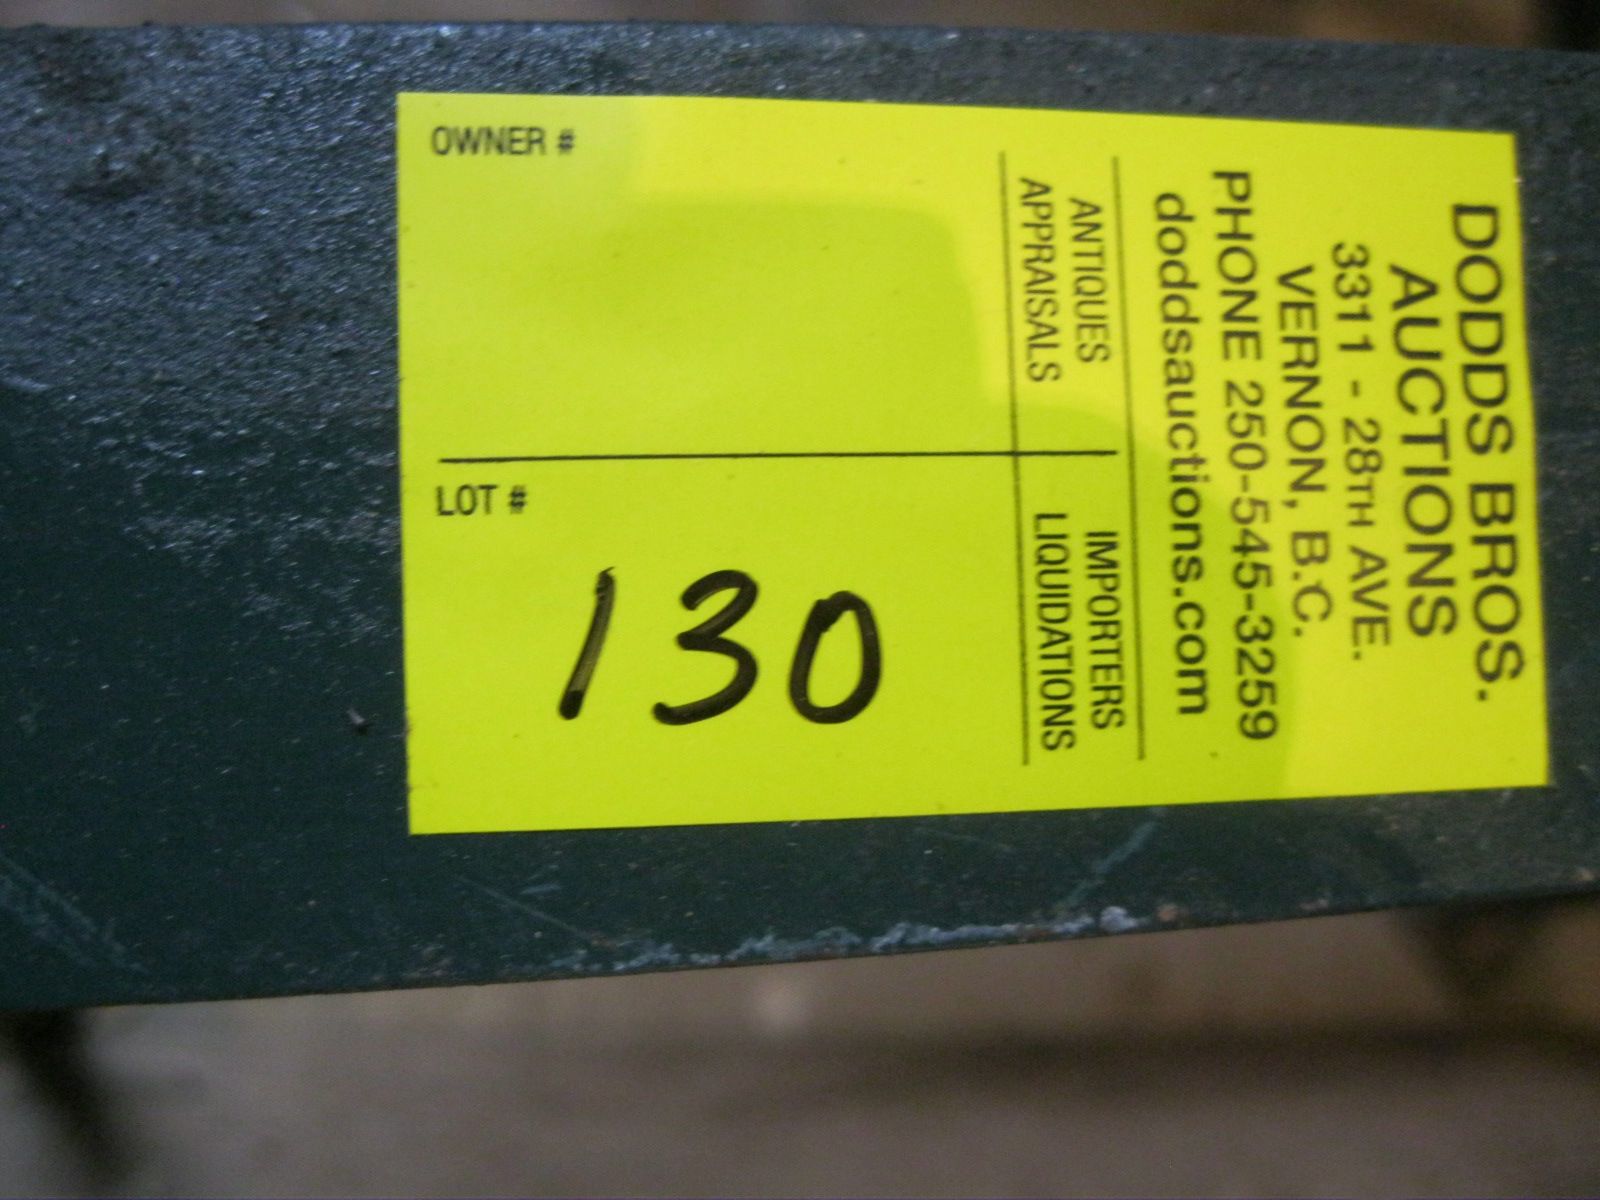 DODDS BROS.
AUCTIONS
3311 - 28TH AVE.
VERNON, B.C.
PHONE 250-545-3259
doddsauctions.com
ANTIQUES
APPRAISALS
IMPORTERS
LIQUIDATIONS
OWNER #
LOT #
130